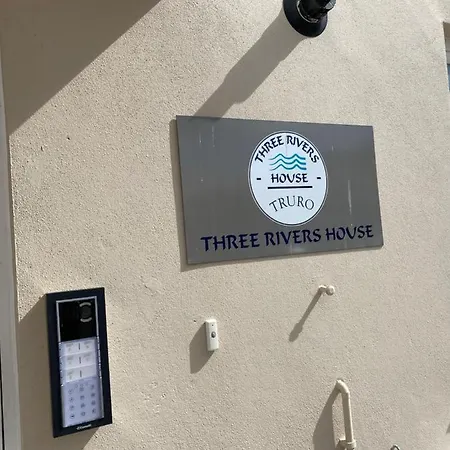 THREE RIVERS
- HOUSE -
TRURO
THREE RIVERS HOUSE